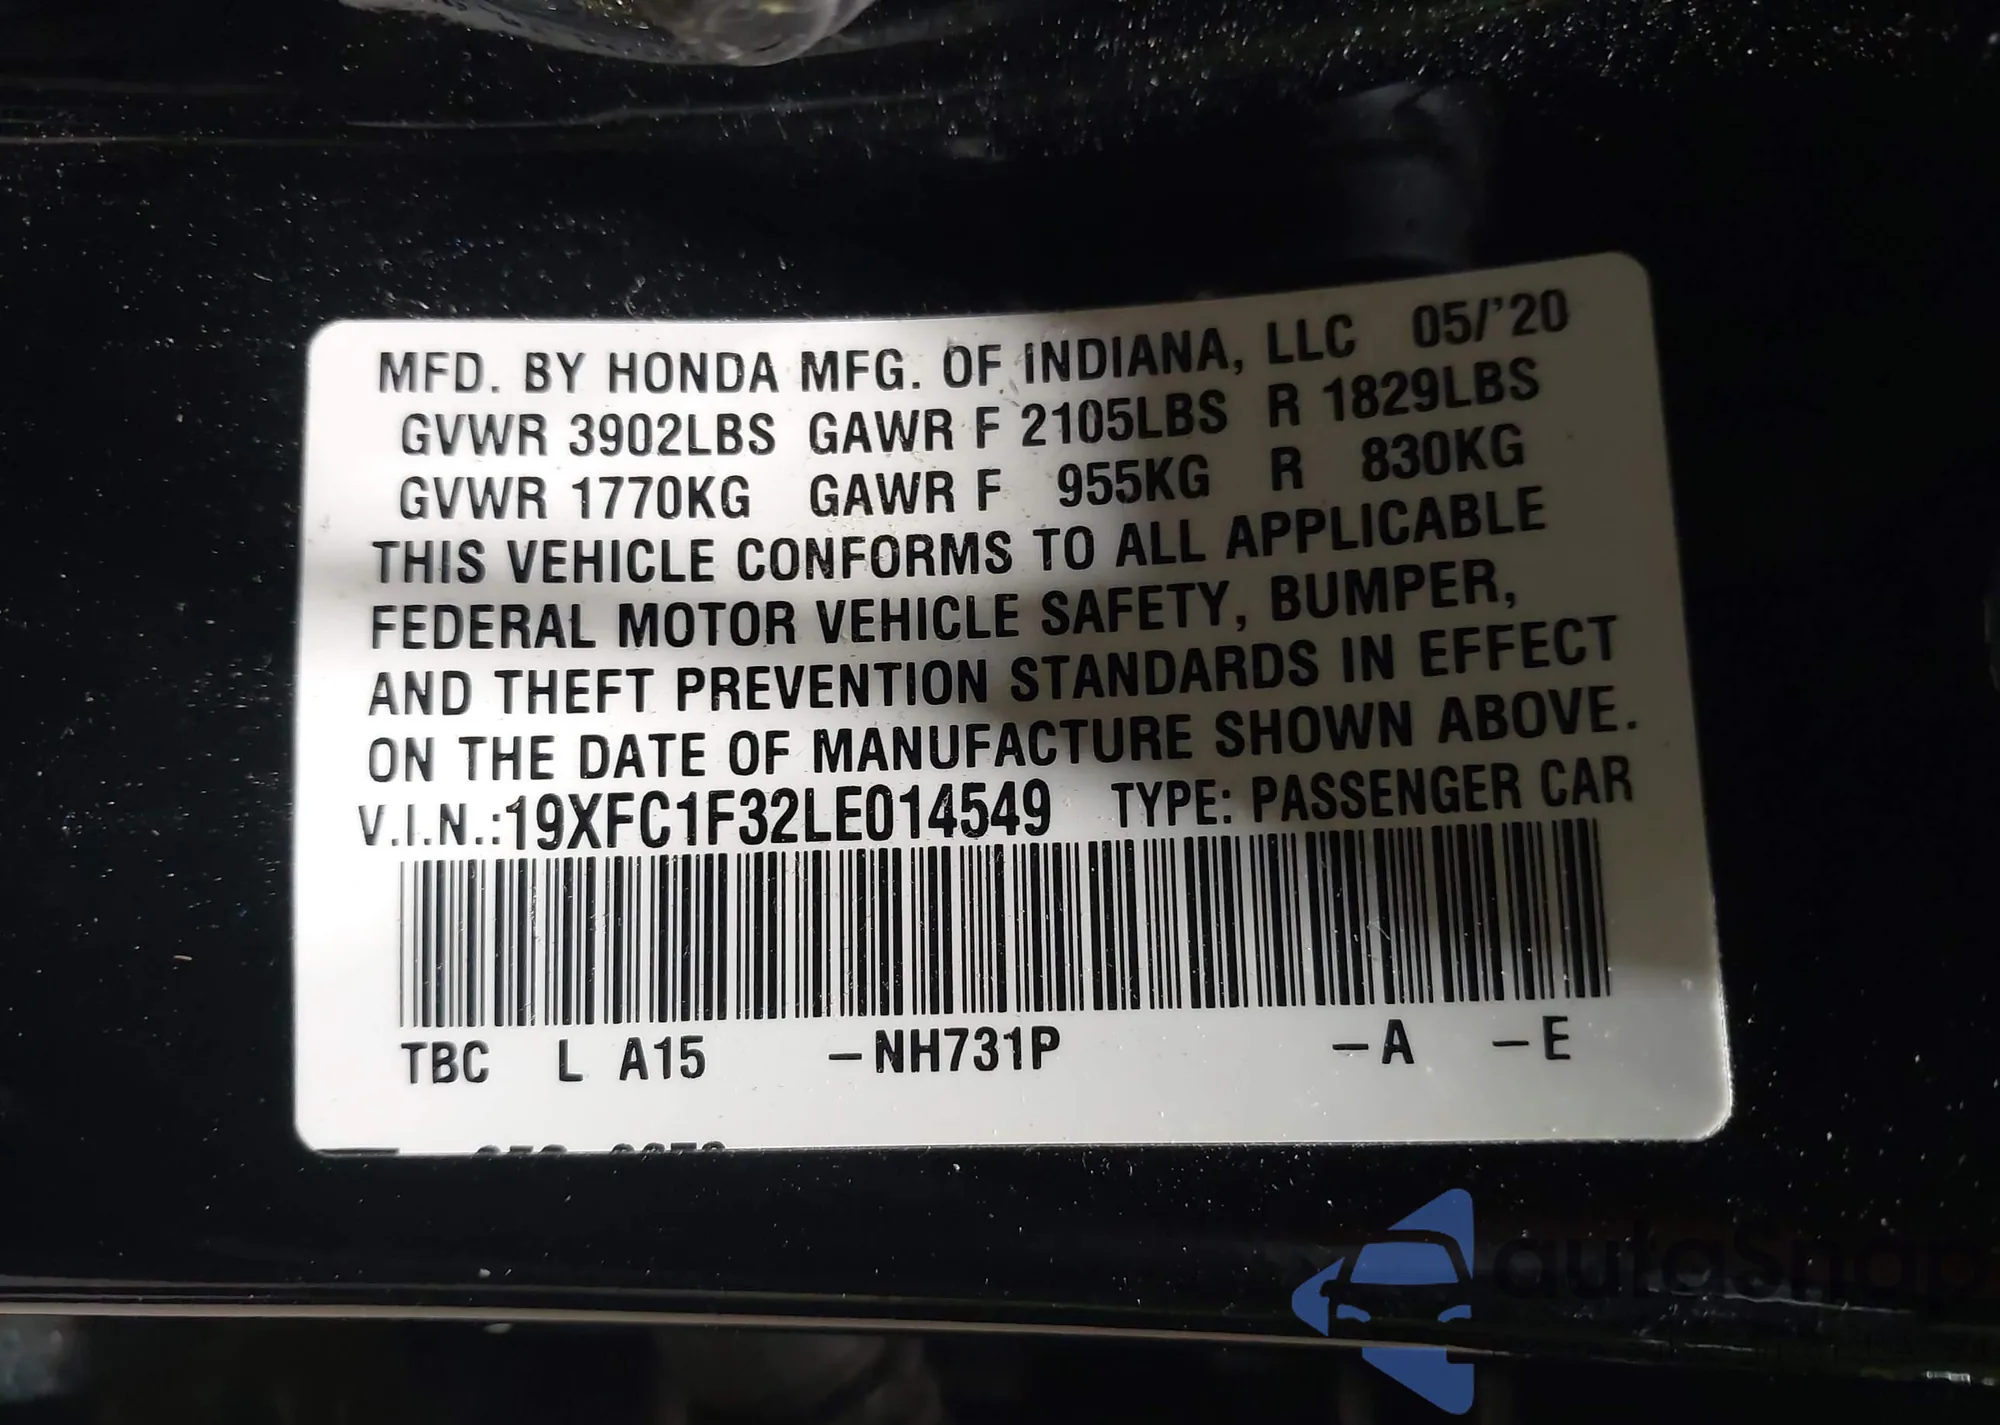 MFD. BY HONDA MFG. OF INDIANA, LLC 05/'20
GVWR 3902LBS GAWR F 2105LBS R 1829LBS
GVWR 1770KG GAWR F 955KG R 830KG
THIS VEHICLE CONFORMS TO ALL APPLICABLE
FEDERAL MOTOR VEHICLE SAFETY, BUMPER,
AND THEFT PREVENTION STANDARDS IN EFFECT
ON THE DATE OF MANUFACTURE SHOWN ABOVE.
V.I.N.:19XFC1F32LE014549 TYPE: PASSENGER CAR
TBC L A15 –NH731P –A –E
autoSnap